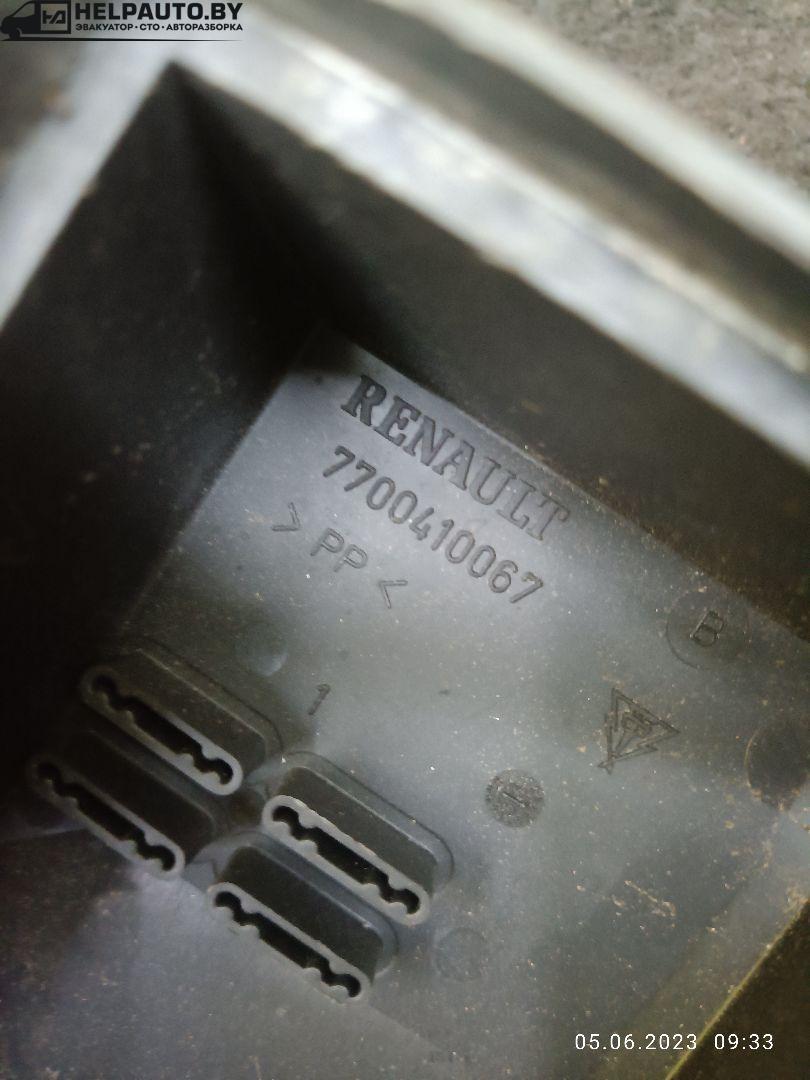 HELPAUTO.BY
ЭВАКУАТОР • СТО • АВТОРАЗБОРКА
RENAULT
7700410067
> PP <
B
1
05.06.2023 09:33